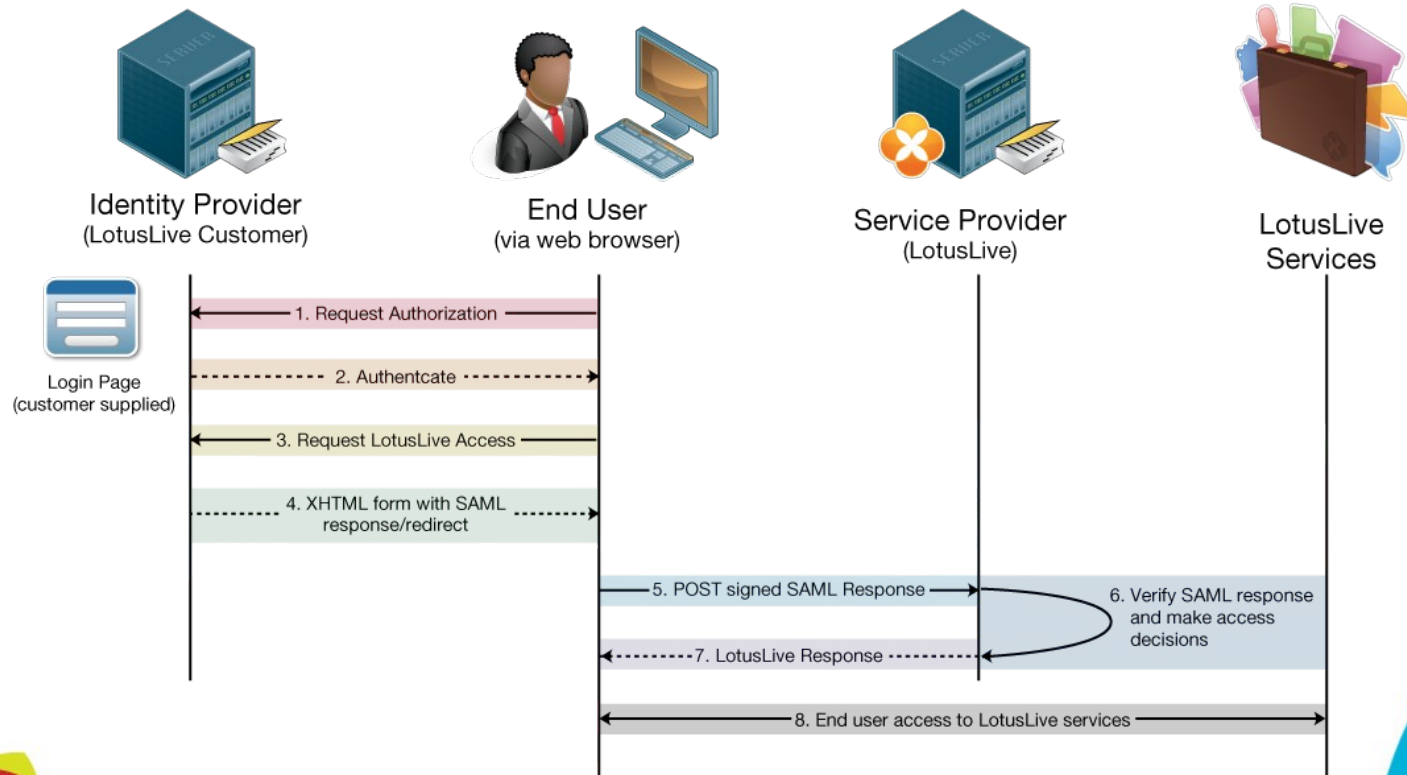 SERVER
SERVER
Identity Provider
(LotusLive Customer)
End User
(via web browser)
Service Provider
(LotusLive)
LotusLive
Services
Login Page
(customer supplied)
1. Request Authorization
2. Authentcate
3. Request LotusLive Access
4. XHTML form with SAML
response/redirect
5. POST signed SAML Response
6. Verify SAML response
and make access
decisions
7. LotusLive Response
8. End user access to LotusLive services